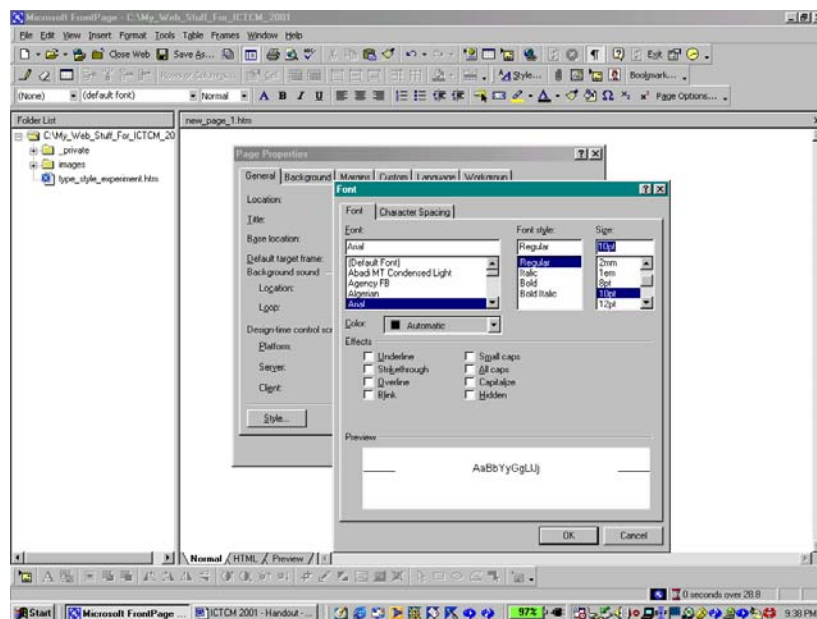 Microsoft FrontPage - C:\My_Web_Stuff_For_ICTCM_2001
File Edit View Insert Format Tools Table Frames Window Help
Close Web Save As... Exit
Style... Bookmark...
(None) (default font) Normal A B I U Page Options...
Folder List
new_page_1.htm
C:\My_Web_Stuff_For_ICTCM_20
_private
images
type_style_experiment.htm
Page Properties
General Background Margins Custom Language Workgroup
Location:
Title:
Base location:
Default target frame:
Background sound
Location:
Loop:
Design-time control sc
Platform:
Server:
Client:
Style...
Font
Font Character Spacing
Font: Font style: Size:
Arial Regular 10pt
(Default Font) Regular 2mm
Abadi MT Condensed Light Italic 1em
Agency FB Bold 8pt
Algerian Bold Italic 10pt
Arial 12pt
Color: Automatic
Effects
Underline Small caps
Strikethrough All caps
Overline Capitalize
Blink Hidden
Preview
AaBbYyGgLlJj
OK Cancel
Normal HTML Preview
0 seconds over 28.8
Start Microsoft FrontPage ... ICTCM 2001 - Handout -... 97% 9:38 PM